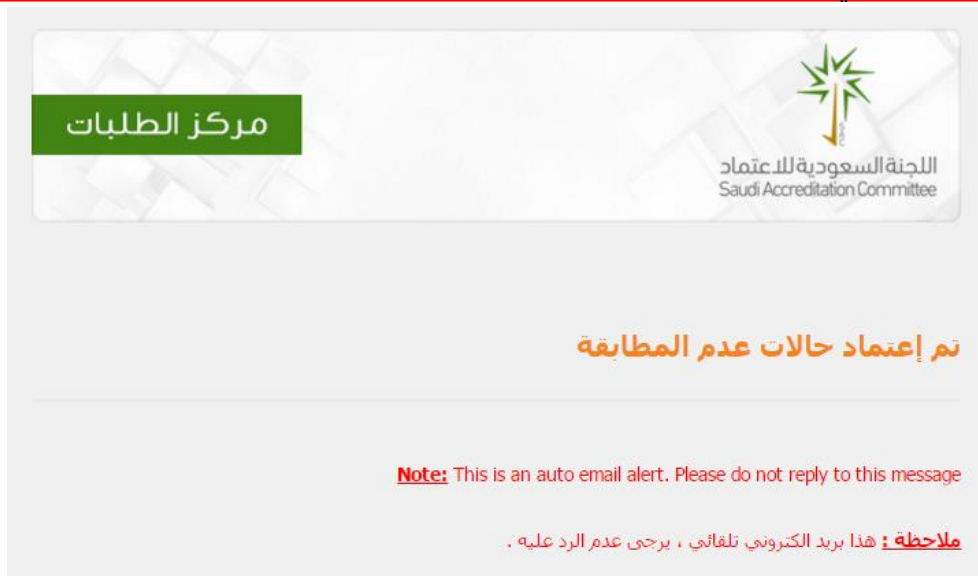 مركز الطلبات
اللجنة السعودية للاعتماد
Saudi Accreditation Committee
تم إعتماد حالات عدم المطابقة
Note: This is an auto email alert. Please do not reply to this message
ملاحظة : هذا بريد الكتروني تلقائي ، يرجى عدم الرد عليه .